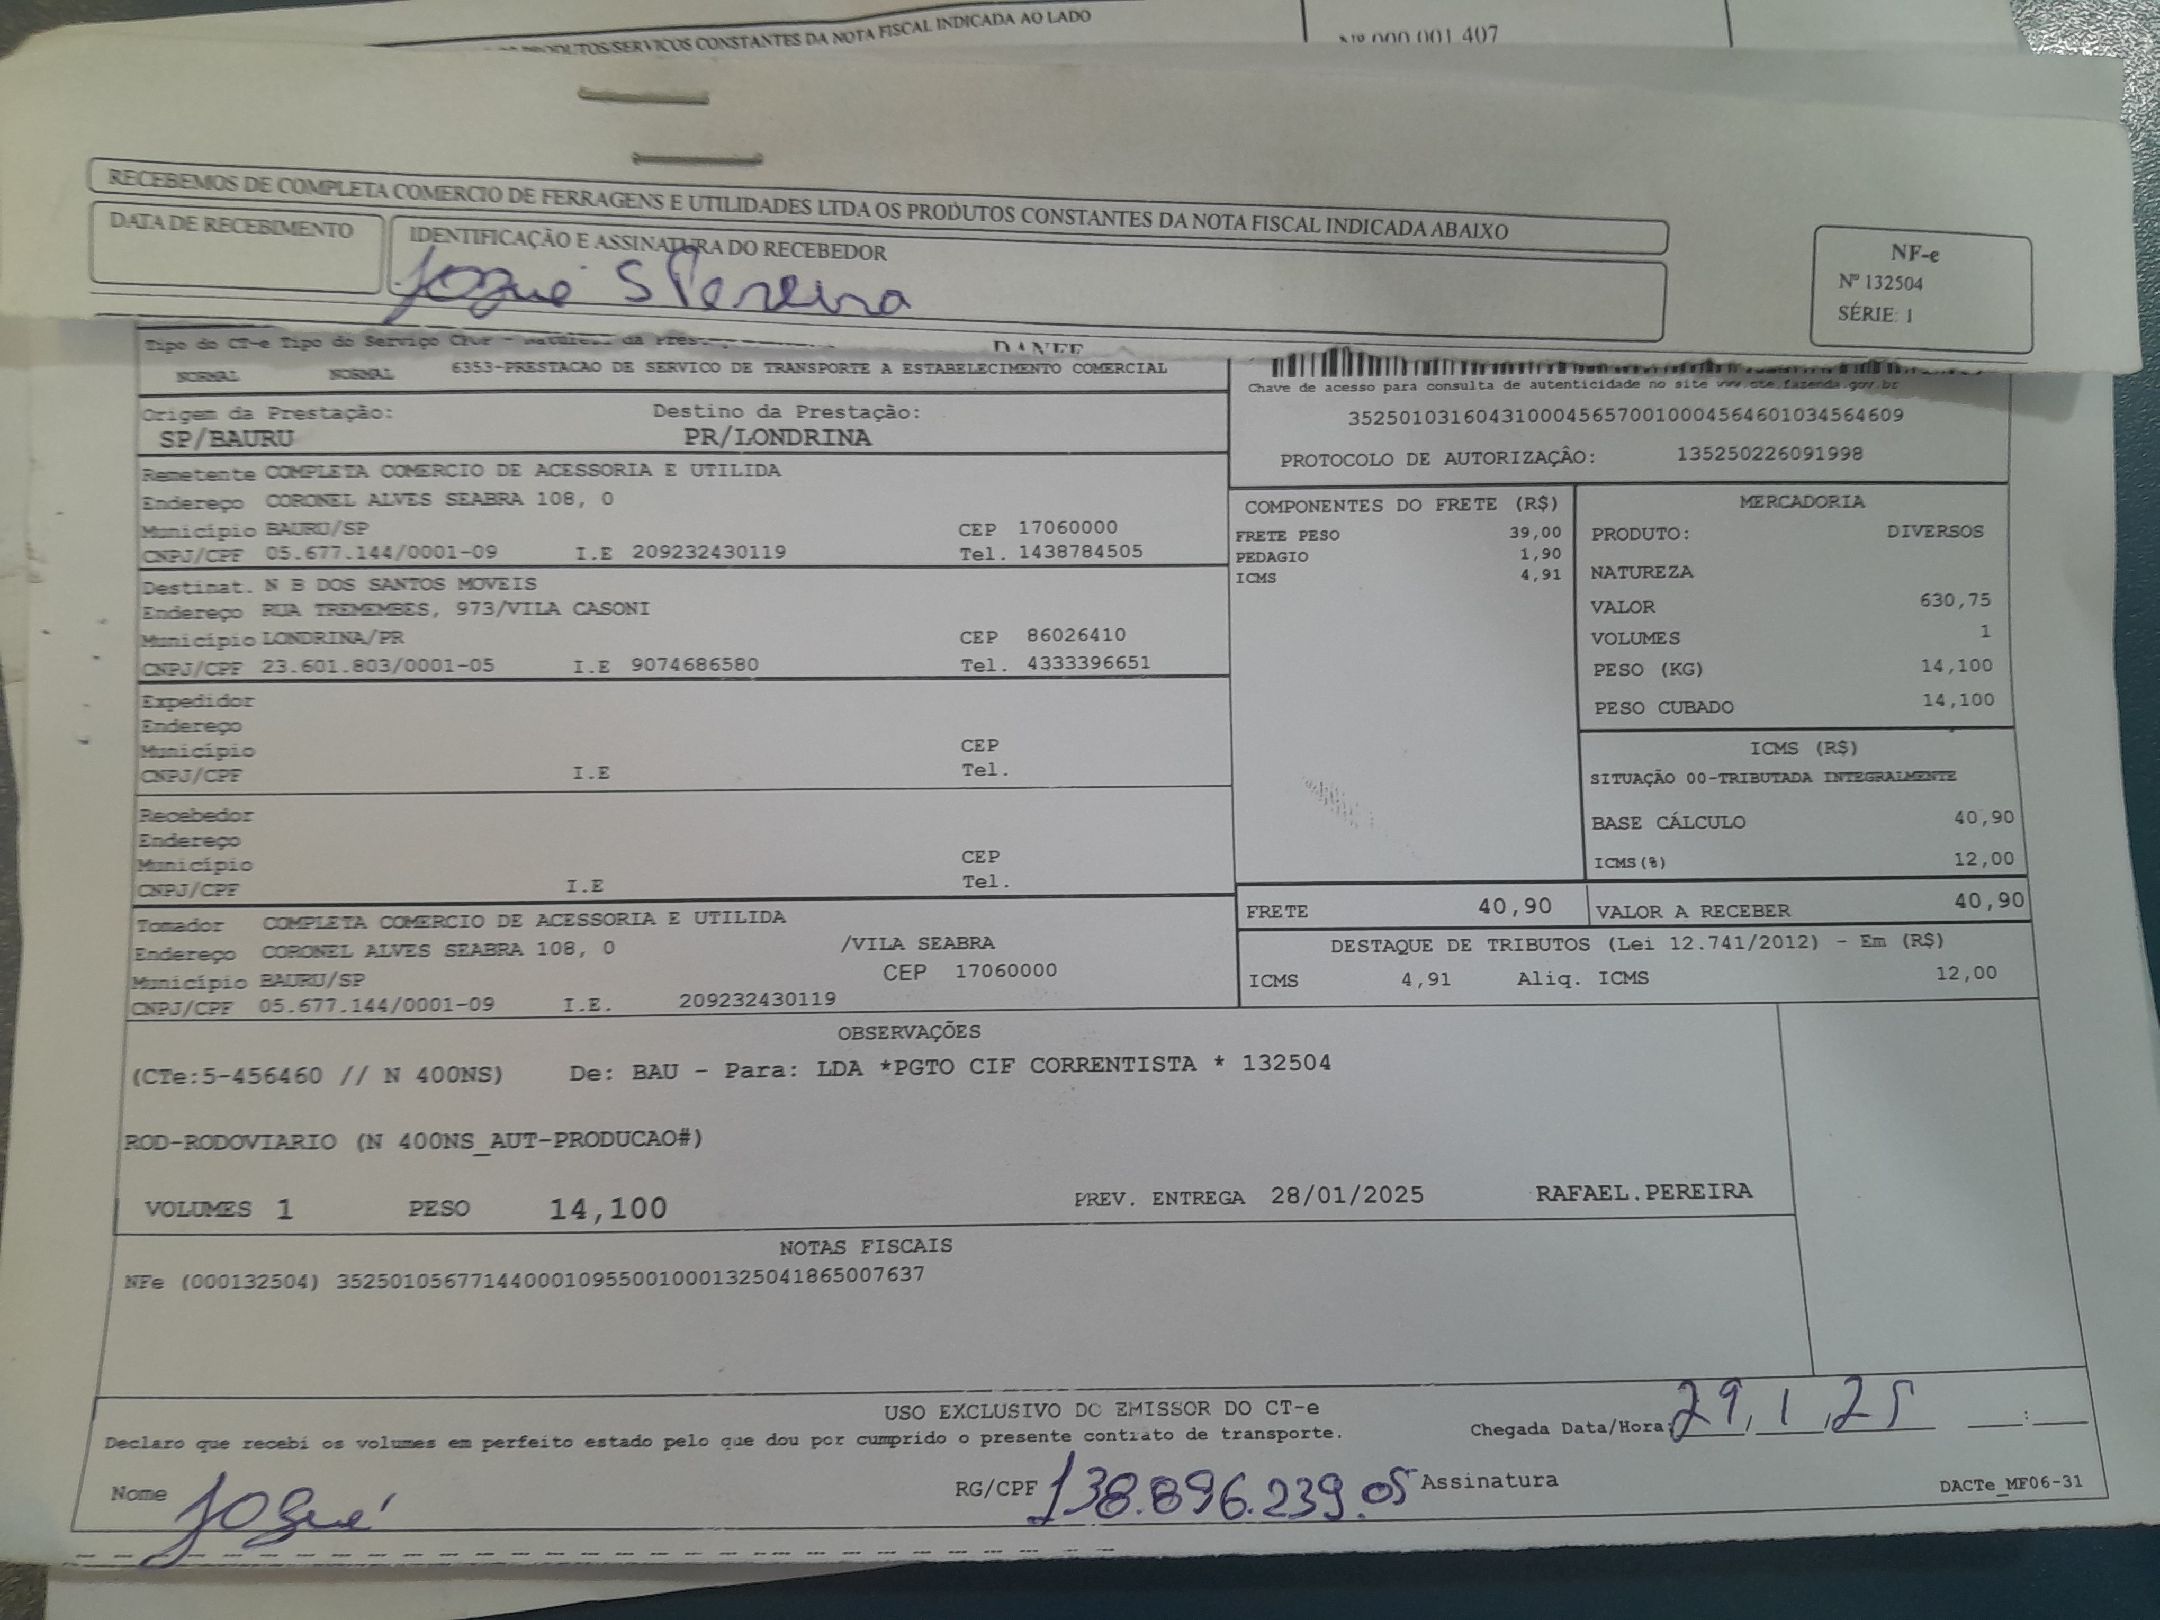 PRODUTOS/SERVIÇOS CONSTANTES DA NOTA FISCAL INDICADA AO LADO
Nº 000.001.407
RECEBEMOS DE COMPLETA COMERCIO DE FERRAGENS E UTILIDADES LTDA OS PRODUTOS CONSTANTES DA NOTA FISCAL INDICADA ABAIXO
DATA DE RECEBIMENTO
IDENTIFICAÇÃO E ASSINATURA DO RECEBEDOR
Josué S Pereira
NF-e
Nº 132504
SÉRIE: 1
Tipo do CT-e Tipo do Serviço
DANFE
NORMAL NORMAL 6353-PRESTACAO DE SERVICO DE TRANSPORTE A ESTABELECIMENTO COMERCIAL
Chave de acesso para consulta de autenticidade no site www.cte.fazenda.gov.br
35250103160431000456570010004564601034564609
PROTOCOLO DE AUTORIZAÇÃO: 135250226091998
Origem da Prestação: Destino da Prestação:
SP/BAURU PR/LONDRINA
Remetente COMPLETA COMERCIO DE ACESSORIA E UTILIDA
Endereço CORONEL ALVES SEABRA 108, 0
Município BAURU/SP CEP 17060000
CNPJ/CPF 05.677.144/0001-09 I.E 209232430119 Tel. 1438784505
Destinat. N B DOS SANTOS MOVEIS
Endereço RUA TREMEMBES, 973/VILA CASONI
Município LONDRINA/PR CEP 86026410
CNPJ/CPF 23.601.803/0001-05 I.E 9074686580 Tel. 4333396651
Expedidor
Endereço
Município CEP
CNPJ/CPF I.E Tel.
Recebedor
Endereço
Município CEP
CNPJ/CPF I.E Tel.
Tomador COMPLETA COMERCIO DE ACESSORIA E UTILIDA
Endereço CORONEL ALVES SEABRA 108, 0 /VILA SEABRA
Município BAURU/SP CEP 17060000
CNPJ/CPF 05.677.144/0001-09 I.E. 209232430119
COMPONENTES DO FRETE (R$)
FRETE PESO 39,00
PEDAGIO 1,90
ICMS 4,91
MERCADORIA
PRODUTO: DIVERSOS
NATUREZA
VALOR 630,75
VOLUMES 1
PESO (KG) 14,100
PESO CUBADO 14,100
ICMS (R$)
SITUAÇÃO 00-TRIBUTADA INTEGRALMENTE
BASE CÁLCULO 40,90
ICMS(%) 12,00
FRETE 40,90 VALOR A RECEBER 40,90
DESTAQUE DE TRIBUTOS (Lei 12.741/2012) - Em (R$)
ICMS 4,91 Aliq. ICMS 12,00
OBSERVAÇÕES
(CTe:5-456460 // N 400NS) De: BAU - Para: LDA *PGTO CIF CORRENTISTA * 132504
ROD-RODOVIARIO (N 400NS_AUT-PRODUCAO#)
VOLUMES 1 PESO 14,100 PREV. ENTREGA 28/01/2025 RAFAEL.PEREIRA
NOTAS FISCAIS
NFe (000132504) 35250105677144000109550010001325041865007637
USO EXCLUSIVO DO EMISSOR DO CT-e
Declaro que recebi os volumes em perfeito estado pelo que dou por cumprido o presente contrato de transporte.
Chegada Data/Hora: 29/1/25 :
Nome Josué RG/CPF 138.896.239.05 Assinatura
DACTe_MF06-31